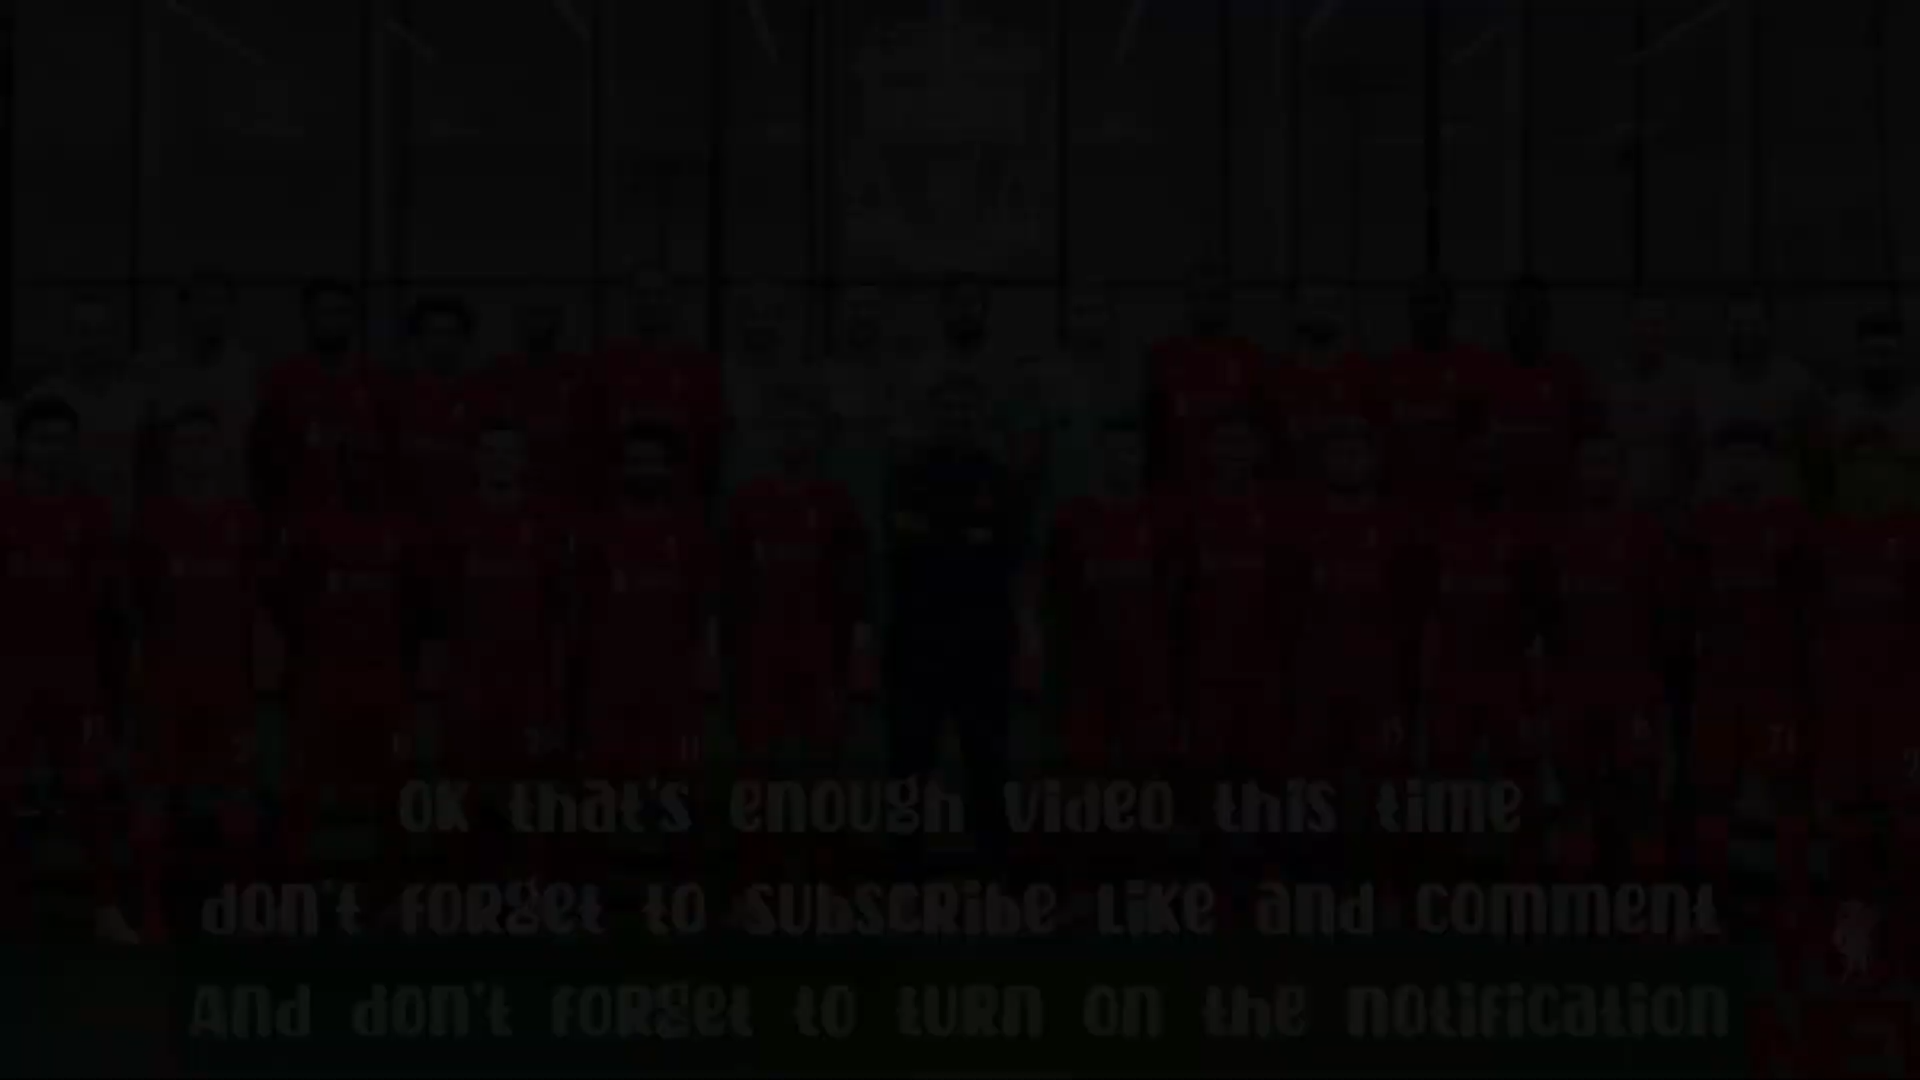 OK that's enough video this time
don't forget to subscribe like and comment
And don't forget to turn on the notification